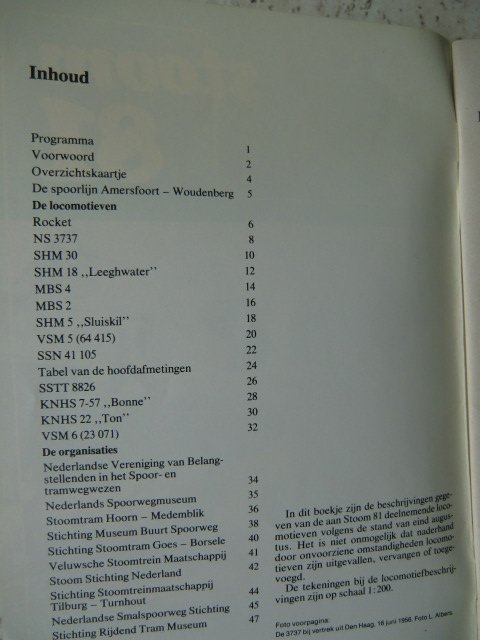 Inhoud
Programma 1
Voorwoord 2
Overzichtskaartje 4
De spoorlijn Amersfoort – Woudenberg 5
De locomotieven
Rocket 6
NS 3737 8
SHM 30 10
SHM 18 ,,Leeghwater'' 12
MBS 4 14
MBS 2 16
SHM 5 ,,Sluiskil'' 18
VSM 5 (64 415) 20
SSN 41 105 22
Tabel van de hoofdafmetingen 24
SSTT 8826 26
KNHS 7-57 ,,Bonne'' 28
KNHS 22 ,,Ton'' 30
VSM 6 (23 071) 32
De organisaties
Nederlandse Vereniging van Belang-
stellenden in het Spoor- en
tramwegwezen 34
Nederlands Spoorwegmuseum 35
Stoomtram Hoorn – Medemblik 36
Stichting Museum Buurt Spoorweg 38
Stichting Stoomtram Goes – Borsele 40
Veluwsche Stoomtrein Maatschappij 41
Stoom Stichting Nederland 42
Stichting Stoomtreinmaatschappij
Tilburg – Turnhout 44
Nederlandse Smalspoorweg Stichting 45
Stichting Rijdend Tram Museum 47
In dit boekje zijn de beschrijvingen gege-
ven van de aan Stoom 81 deelnemende loco-
motieven volgens de stand van eind augus-
tus. Het is niet onmogelijk dat naderhand
door onvoorziene omstandigheden locomo-
tieven zijn uitgevallen, vervangen of toege-
voegd.
De tekeningen bij de locomotiefbeschrij-
vingen zijn op schaal 1:200.
Foto voorpagina:
De 3737 bij vertrek uit Den Haag, 16 juni 1956. Foto L. Albers